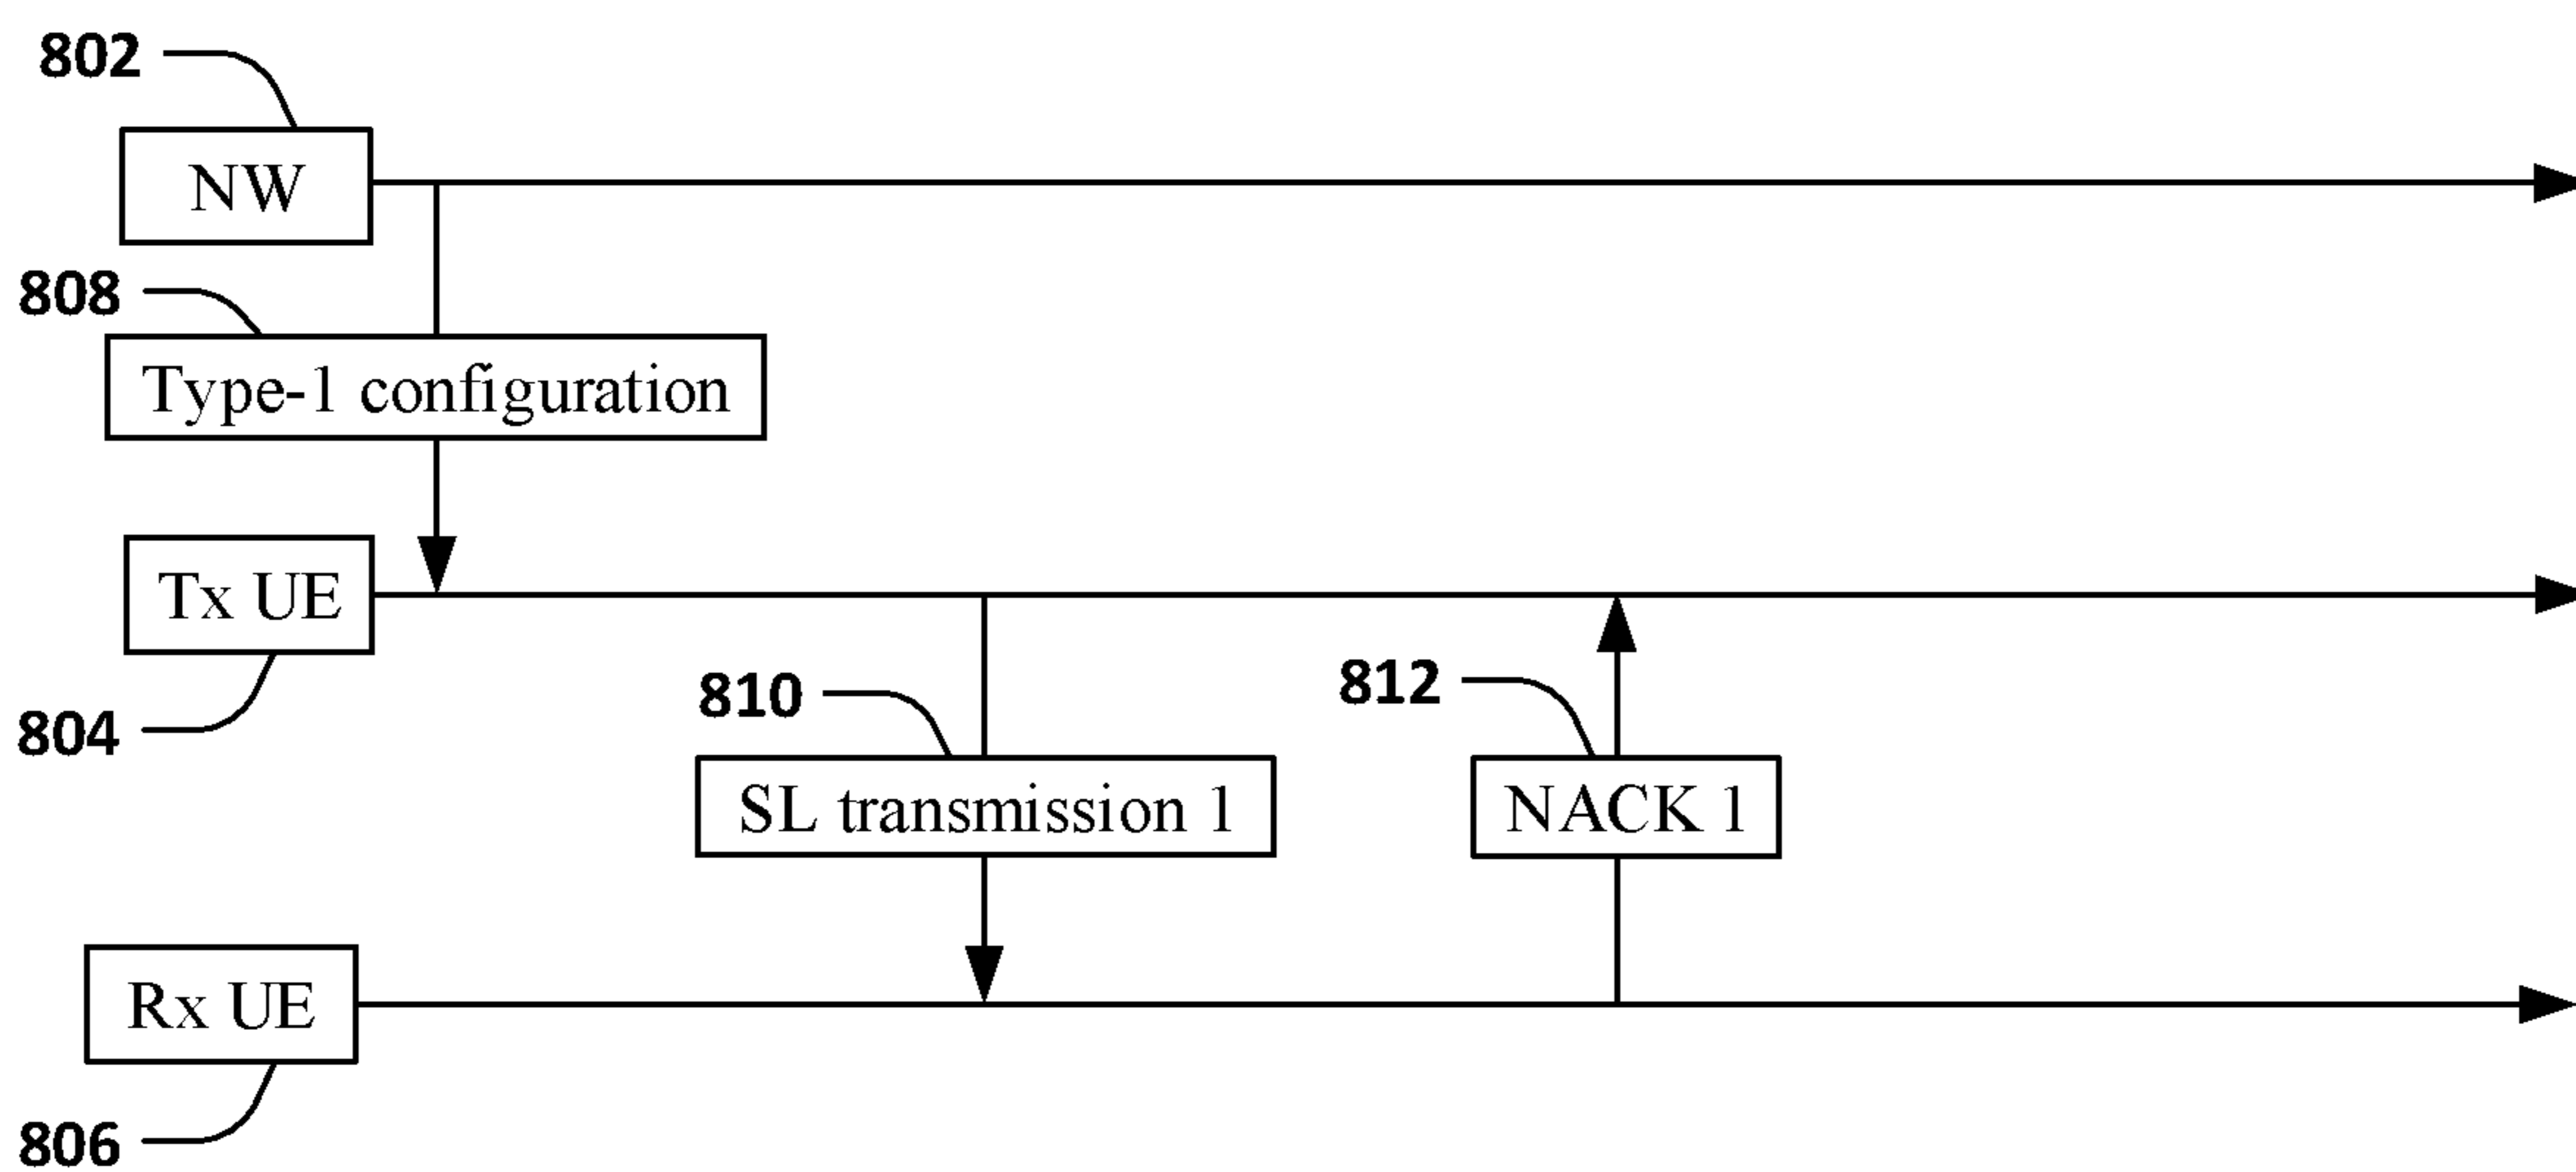 802
NW
808
Type-1 configuration
Tx UE
804
810
812
SL transmission 1
NACK 1
Rx UE
806